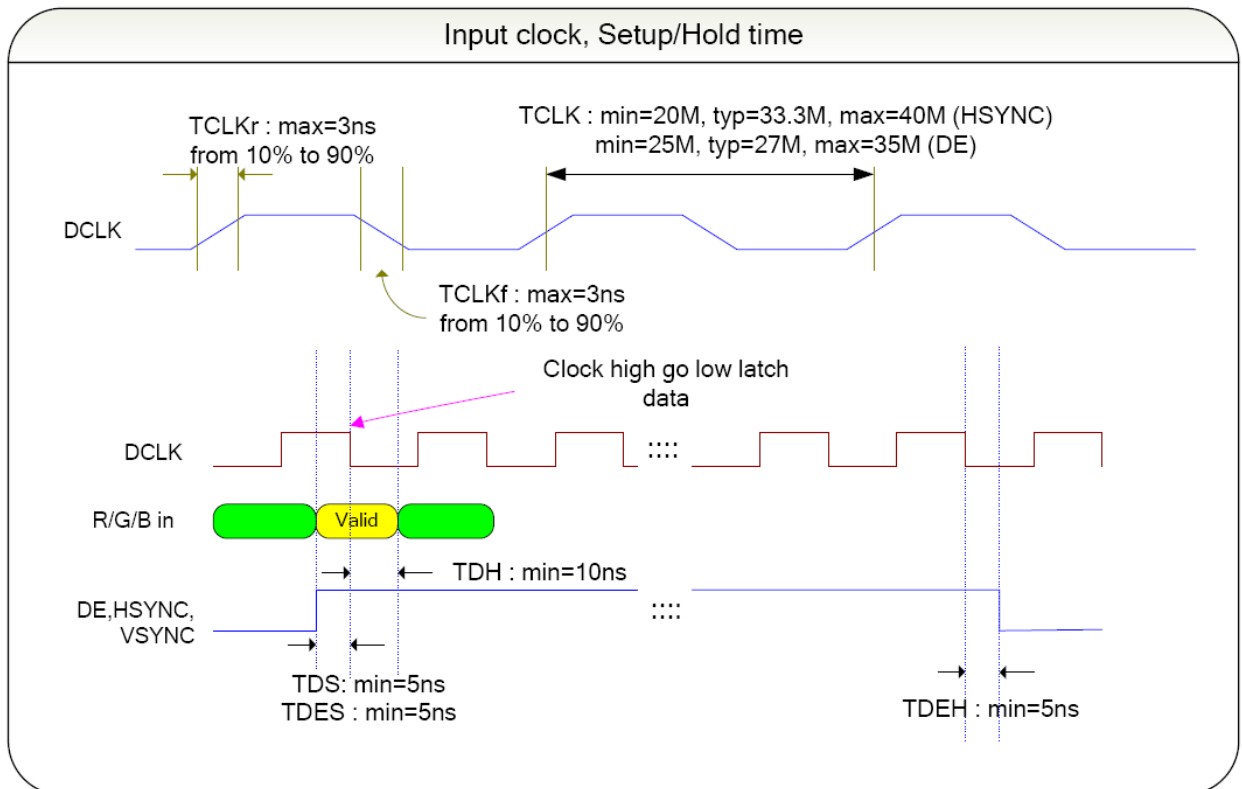 Input clock, Setup/Hold time
TCLKr : max=3ns
from 10% to 90%
TCLK : min=20M, typ=33.3M, max=40M (HSYNC)
min=25M, typ=27M, max=35M (DE)
DCLK
TCLKf : max=3ns
from 10% to 90%
Clock high go low latch
data
DCLK
::::
R/G/B in
Valid
TDH : min=10ns
DE,HSYNC,
VSYNC
::::
TDS: min=5ns
TDES : min=5ns
TDEH : min=5ns